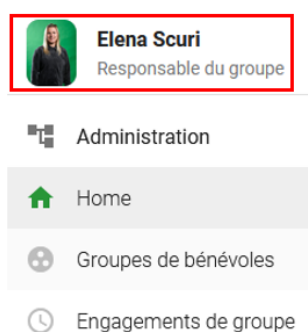 Elena Scuri
Responsable du groupe
Administration
Home
Groupes de bénévoles
Engagements de groupe